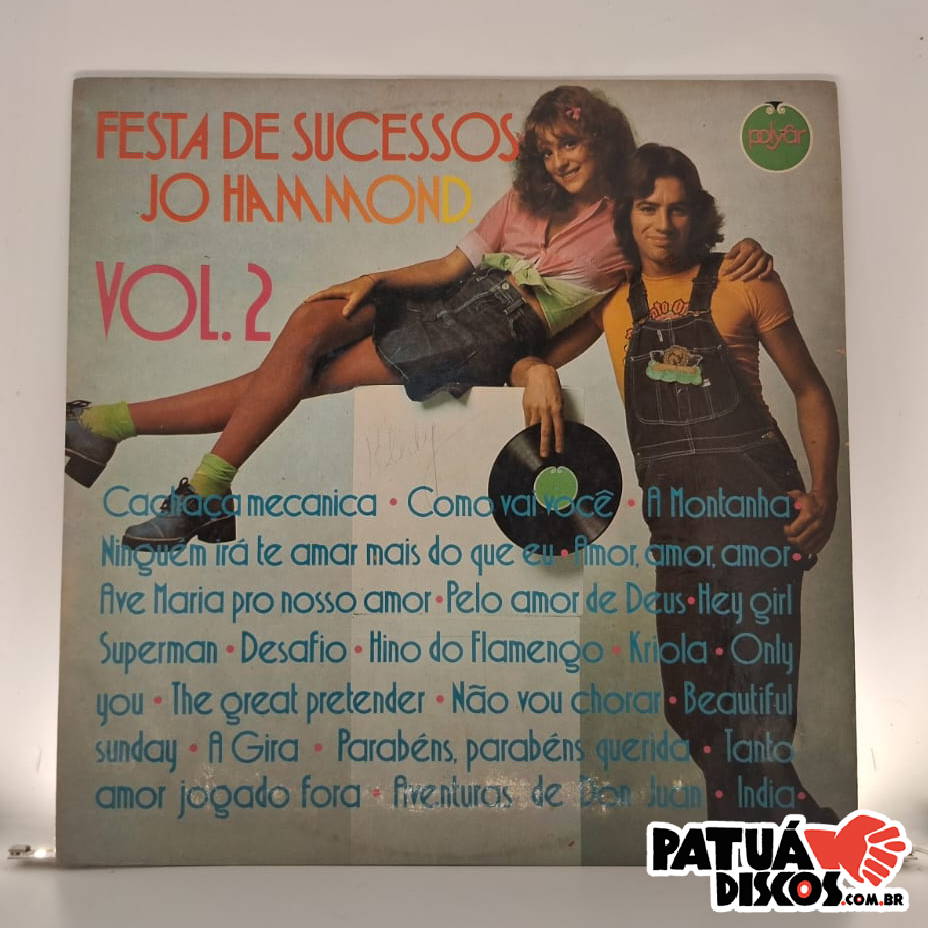 FESTA DE SUCESSOS
JO HAMMOND.
VOL. 2
polyfar
Cachaça mecanica • Como vai você • A Montanha •
Ninguém irá te amar mais do que eu • Amor, amor, amor •
Ave Maria pro nosso amor • Pelo amor de Deus • Hey girl
Superman • Desafio • Hino do Flamengo • Kriola • Only
you • The great pretender • Não vou chorar • Beautiful
sunday • A Gira • Parabéns, parabéns querida • Tanto
amor jogado fora • Aventuras de Don Juan • India •
PATUÁ
DISCOS.COM.BR